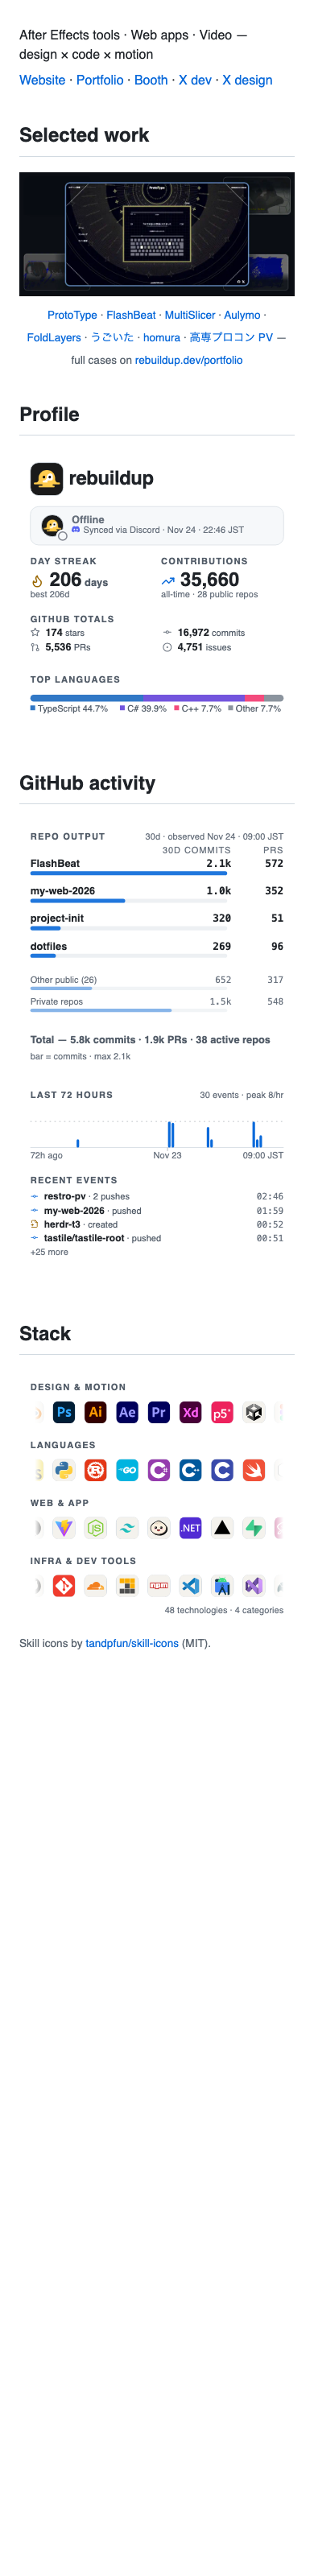 After Effects tools · Web apps · Video —
design × code × motion
Website · Portfolio · Booth · X dev · X design
Selected work
ProtoType
ProtoType · FlashBeat · MultiSlicer · Aulymo ·
FoldLayers · うごいた · homura · 高専プロコン PV —
full cases on rebuildup.dev/portfolio
Profile
rebuildup
Offline
Synced via Discord · Nov 24 · 22:46 JST
DAY STREAK
206 days
best 206d
CONTRIBUTIONS
35,660
all-time · 28 public repos
GITHUB TOTALS
174 stars
16,972 commits
5,536 PRs
4,751 issues
TOP LANGUAGES
TypeScript 44.7% C# 39.9% C++ 7.7% Other 7.7%
GitHub activity
REPO OUTPUT 30d · observed Nov 24 · 09:00 JST
30D COMMITS PRS
FlashBeat 2.1k 572
my-web-2026 1.0k 352
project-init 320 51
dotfiles 269 96
Other public (26) 652 317
Private repos 1.5k 548
Total — 5.8k commits · 1.9k PRs · 38 active repos
bar = commits · max 2.1k
LAST 72 HOURS 30 events · peak 8/hr
72h ago Nov 23 09:00 JST
RECENT EVENTS
restro-pv · 2 pushes 02:46
my-web-2026 · pushed 01:59
herdr-t3 · created 00:52
tastile/tastile-root · pushed 00:51
+25 more
Stack
DESIGN & MOTION
Ps Ai Ae Pr Xd p5*
LANGUAGES
GO C# C++ C
WEB & APP
.NET
INFRA & DEV TOOLS
npm
48 technologies · 4 categories
Skill icons by tandpfun/skill-icons (MIT).